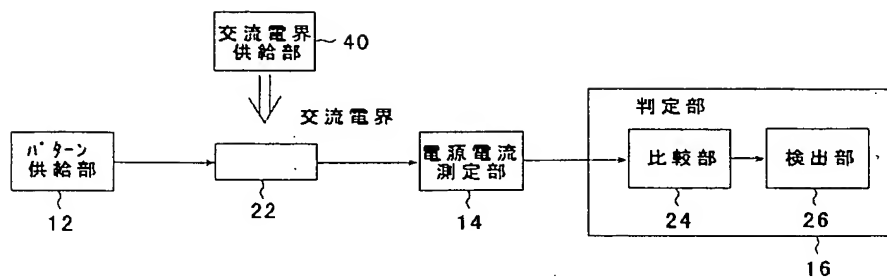 交流電界
供給部
40
交流電界
判定部
パターン
供給部
電源電流
測定部
比較部
検出部
12
22
14
24
26
16